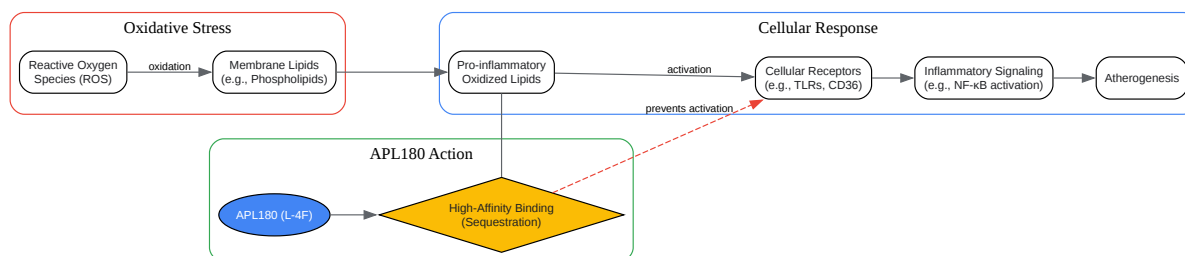 Oxidative Stress
Cellular Response
Reactive Oxygen
Species (ROS)
oxidation
Membrane Lipids
(e.g., Phospholipids)
Pro-inflammatory
Oxidized Lipids
activation
Cellular Receptors
(e.g., TLRs, CD36)
Inflammatory Signaling
(e.g., NF-κB activation)
Atherogenesis
prevents activation
APL180 Action
APL180 (L-4F)
High-Affinity Binding
(Sequestration)